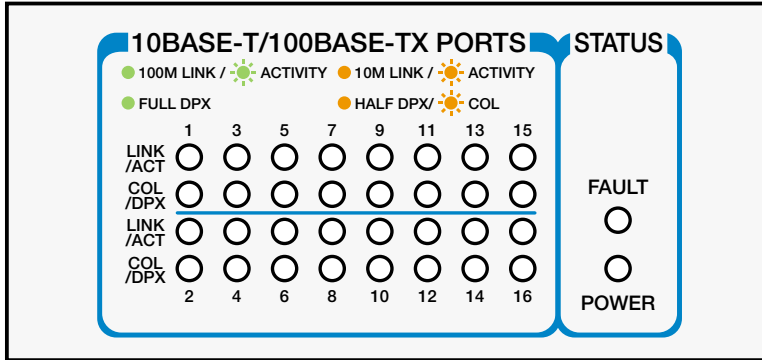 10BASE-T/100BASE-TX PORTS STATUS
100M LINK / ACTIVITY 10M LINK / ACTIVITY
FULL DPX HALF DPX/ COL
1 3 5 7 9 11 13 15
LINK
/ACT
COL
/DPX
FAULT
LINK
/ACT
COL
/DPX
2 4 6 8 10 12 14 16
POWER